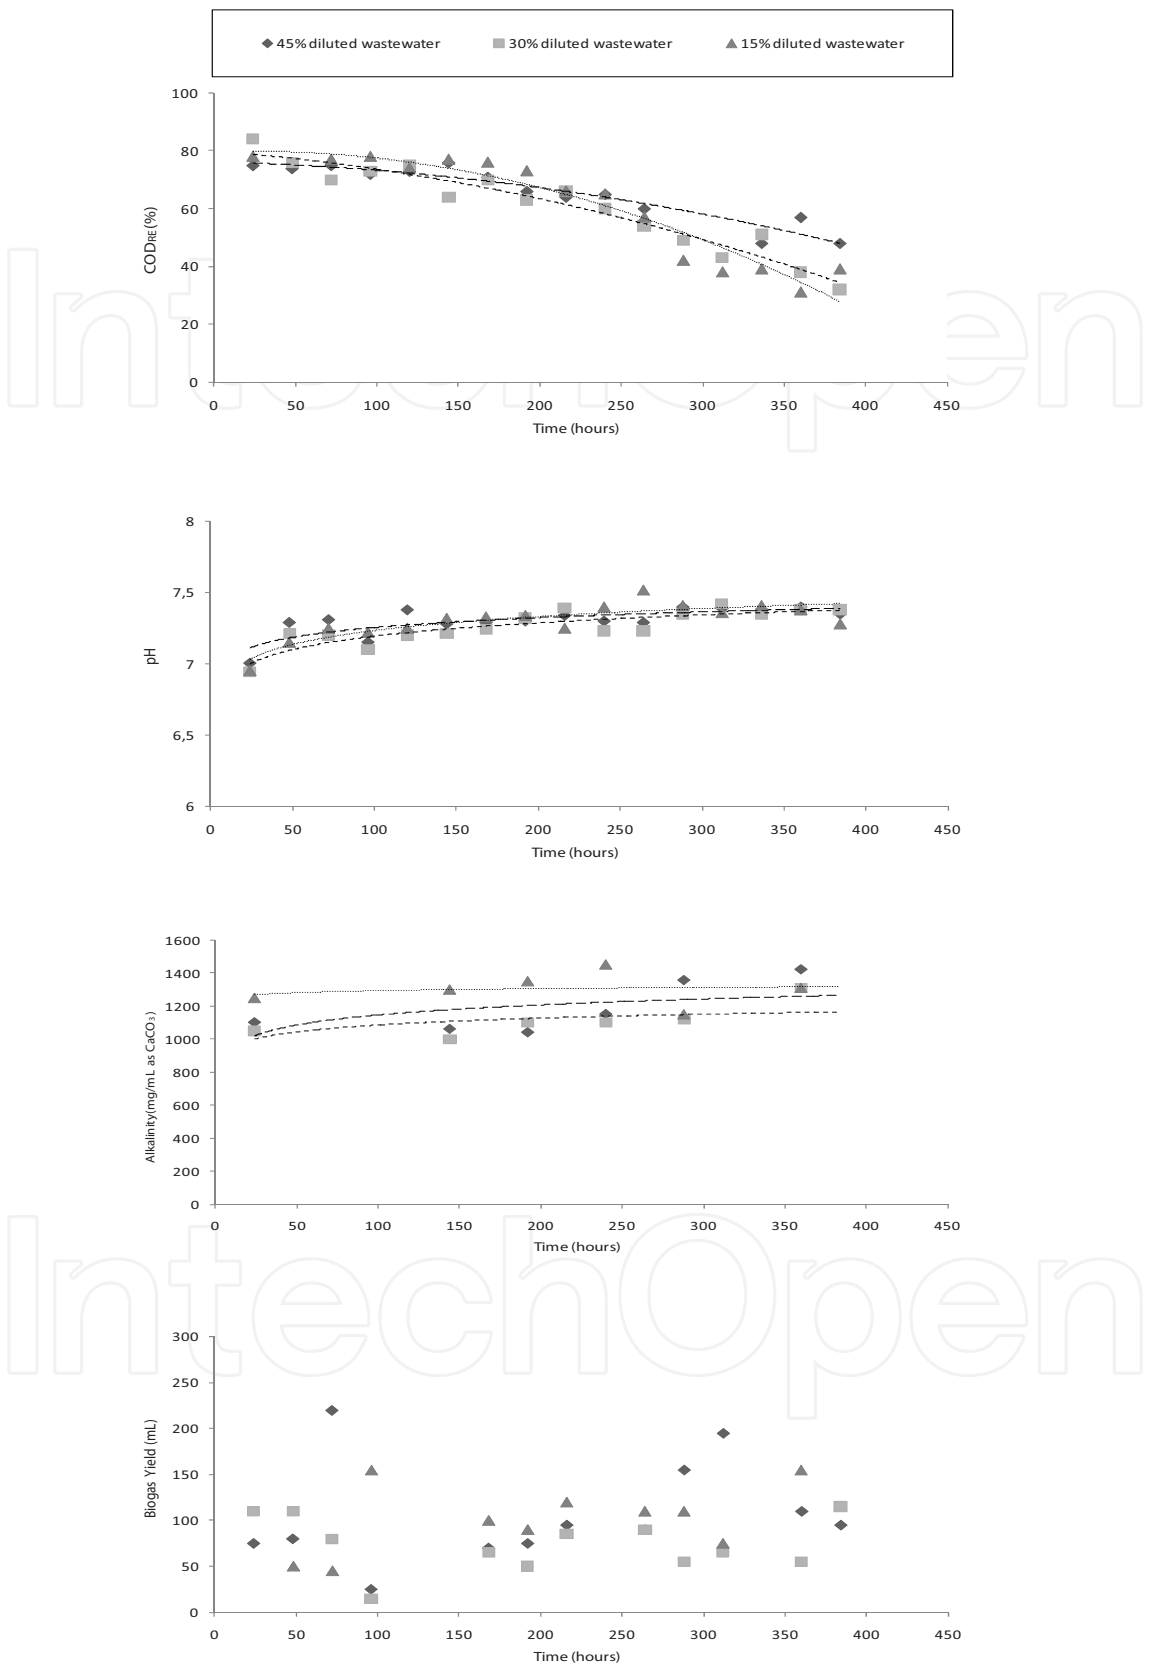 45% diluted wastewater 30% diluted wastewater 15% diluted wastewater
100
80
60
40
20
0
COD_RE (%)
0 50 100 150 200 250 300 350 400 450
Time (hours)
8
7,5
7
6,5
6
pH
0 50 100 150 200 250 300 350 400 450
Time (hours)
1600
1400
1200
1000
800
600
400
200
0
Alkalinity(mg/mL as CaCO₃)
0 50 100 150 200 250 300 350 400 450
Time (hours)
300
250
200
150
100
50
0
Biogas Yield (mL)
0 50 100 150 200 250 300 350 400 450
Time (hours)
IntechOpen
IntechOpen